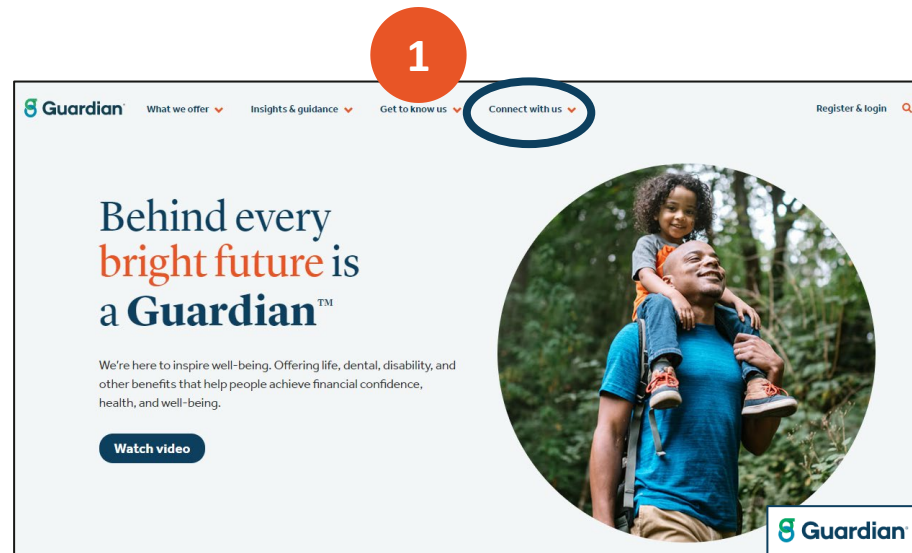 1
Guardian
What we offer
Insights & guidance
Get to know us
Connect with us
Register & login
Behind every
bright future is
a Guardian™
We're here to inspire well-being. Offering life, dental, disability, and
other benefits that help people achieve financial confidence,
health, and well-being.
Watch video
Guardian